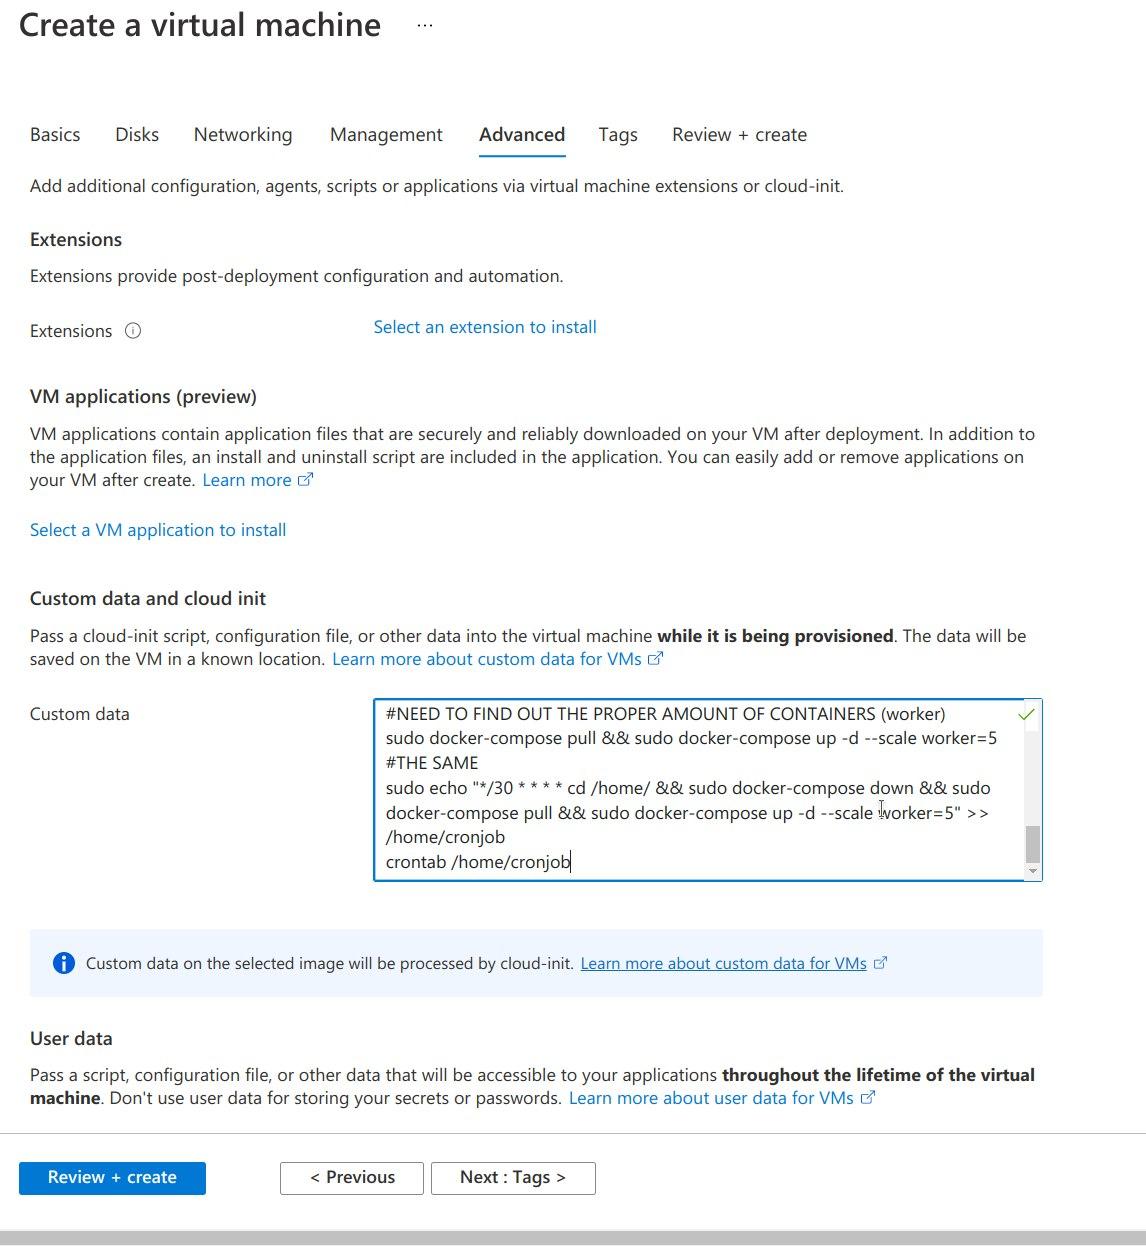 Create a virtual machine ...
Basics Disks Networking Management Advanced Tags Review + create
Add additional configuration, agents, scripts or applications via virtual machine extensions or cloud-init.
Extensions
Extensions provide post-deployment configuration and automation.
Extensions Select an extension to install
VM applications (preview)
VM applications contain application files that are securely and reliably downloaded on your VM after deployment. In addition to
the application files, an install and uninstall script are included in the application. You can easily add or remove applications on
your VM after create. Learn more
Select a VM application to install
Custom data and cloud init
Pass a cloud-init script, configuration file, or other data into the virtual machine while it is being provisioned. The data will be
saved on the VM in a known location. Learn more about custom data for VMs
Custom data
#NEED TO FIND OUT THE PROPER AMOUNT OF CONTAINERS (worker)
sudo docker-compose pull && sudo docker-compose up -d --scale worker=5
#THE SAME
sudo echo "*/30 * * * * cd /home/ && sudo docker-compose down && sudo
docker-compose pull && sudo docker-compose up -d --scale worker=5" >>
/home/cronjob
crontab /home/cronjob
Custom data on the selected image will be processed by cloud-init. Learn more about custom data for VMs
User data
Pass a script, configuration file, or other data that will be accessible to your applications throughout the lifetime of the virtual
machine. Don't use user data for storing your secrets or passwords. Learn more about user data for VMs
Review + create < Previous Next : Tags >